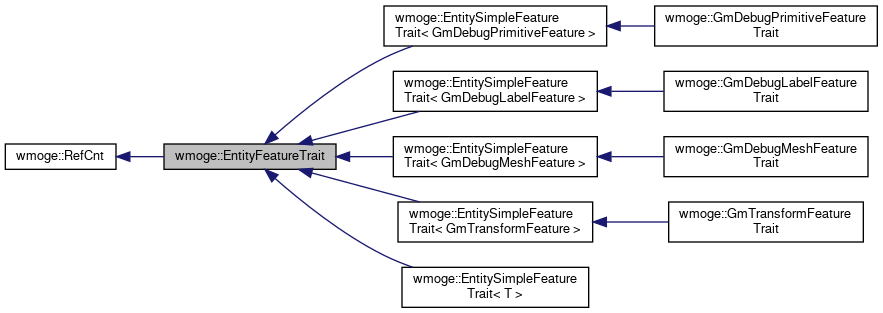 wmoge::RefCnt
wmoge::EntityFeatureTrait
wmoge::EntitySimpleFeature
Trait< GmDebugPrimitiveFeature >
wmoge::GmDebugPrimitiveFeature
Trait
wmoge::EntitySimpleFeature
Trait< GmDebugLabelFeature >
wmoge::GmDebugLabelFeature
Trait
wmoge::EntitySimpleFeature
Trait< GmDebugMeshFeature >
wmoge::GmDebugMeshFeature
Trait
wmoge::EntitySimpleFeature
Trait< GmTransformFeature >
wmoge::GmTransformFeature
Trait
wmoge::EntitySimpleFeature
Trait< T >